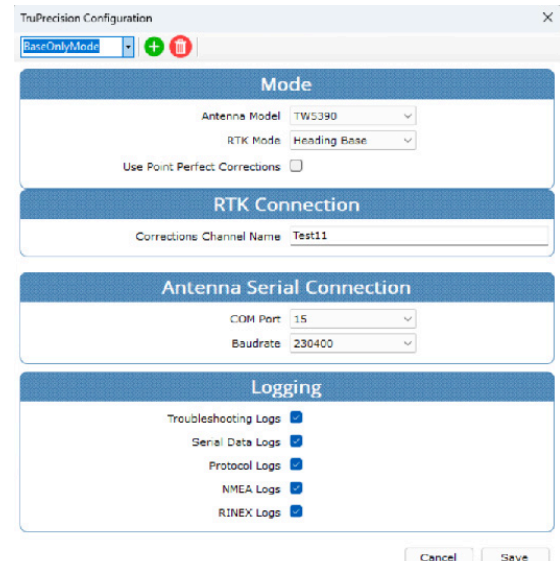 TruPrecision Configuration
BaseOnlyMode
Mode
Antenna Model TW5390
RTK Mode Heading Base
Use Point Perfect Corrections
RTK Connection
Corrections Channel Name Test11
Antenna Serial Connection
COM Port 15
Baudrate 230400
Logging
Troubleshooting Logs
Serial Data Logs
Protocol Logs
NMEA Logs
RINEX Logs
Cancel Save